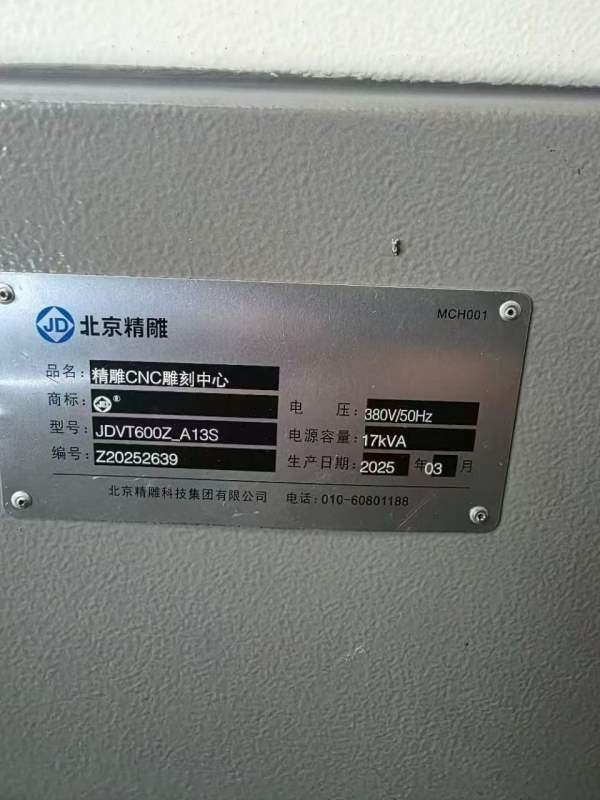 MCH001
JD 北京精雕
品名: 精雕CNC雕刻中心
商标: JD®
型号: JDVT600Z_A13S
编号: Z20252639
电 压: 380V/50Hz
电源容量: 17kVA
生产日期: 2025 年 03 月
北京精雕科技集团有限公司 电话:010-60801188